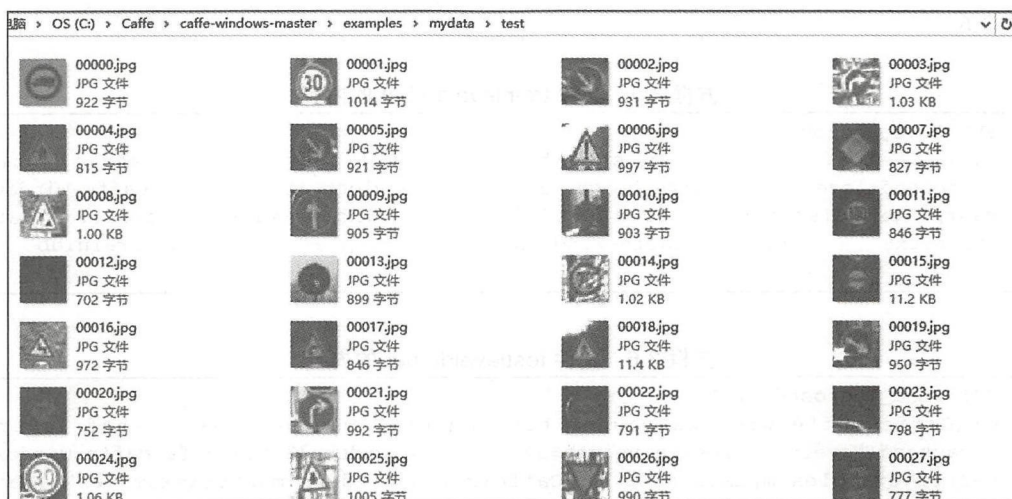 脑 > OS (C:) > Caffe > caffe-windows-master > examples > mydata > test
00000.jpg
JPG 文件
922 字节
30
00001.jpg
JPG 文件
1014 字节
00002.jpg
JPG 文件
931 字节
00003.jpg
JPG 文件
1.03 KB
00004.jpg
JPG 文件
815 字节
00005.jpg
JPG 文件
921 字节
00006.jpg
JPG 文件
997 字节
00007.jpg
JPG 文件
827 字节
00008.jpg
JPG 文件
1.00 KB
00009.jpg
JPG 文件
905 字节
00010.jpg
JPG 文件
903 字节
00011.jpg
JPG 文件
846 字节
00012.jpg
JPG 文件
702 字节
00013.jpg
JPG 文件
899 字节
00014.jpg
JPG 文件
1.02 KB
00015.jpg
JPG 文件
11.2 KB
00016.jpg
JPG 文件
972 字节
00017.jpg
JPG 文件
846 字节
00018.jpg
JPG 文件
11.4 KB
00019.jpg
JPG 文件
950 字节
00020.jpg
JPG 文件
752 字节
00021.jpg
JPG 文件
992 字节
00022.jpg
JPG 文件
791 字节
00023.jpg
JPG 文件
798 字节
30
00024.jpg
JPG 文件
1.06 KB
00025.jpg
JPG 文件
1005 字节
00026.jpg
JPG 文件
990 字节
00027.jpg
JPG 文件
777 字节